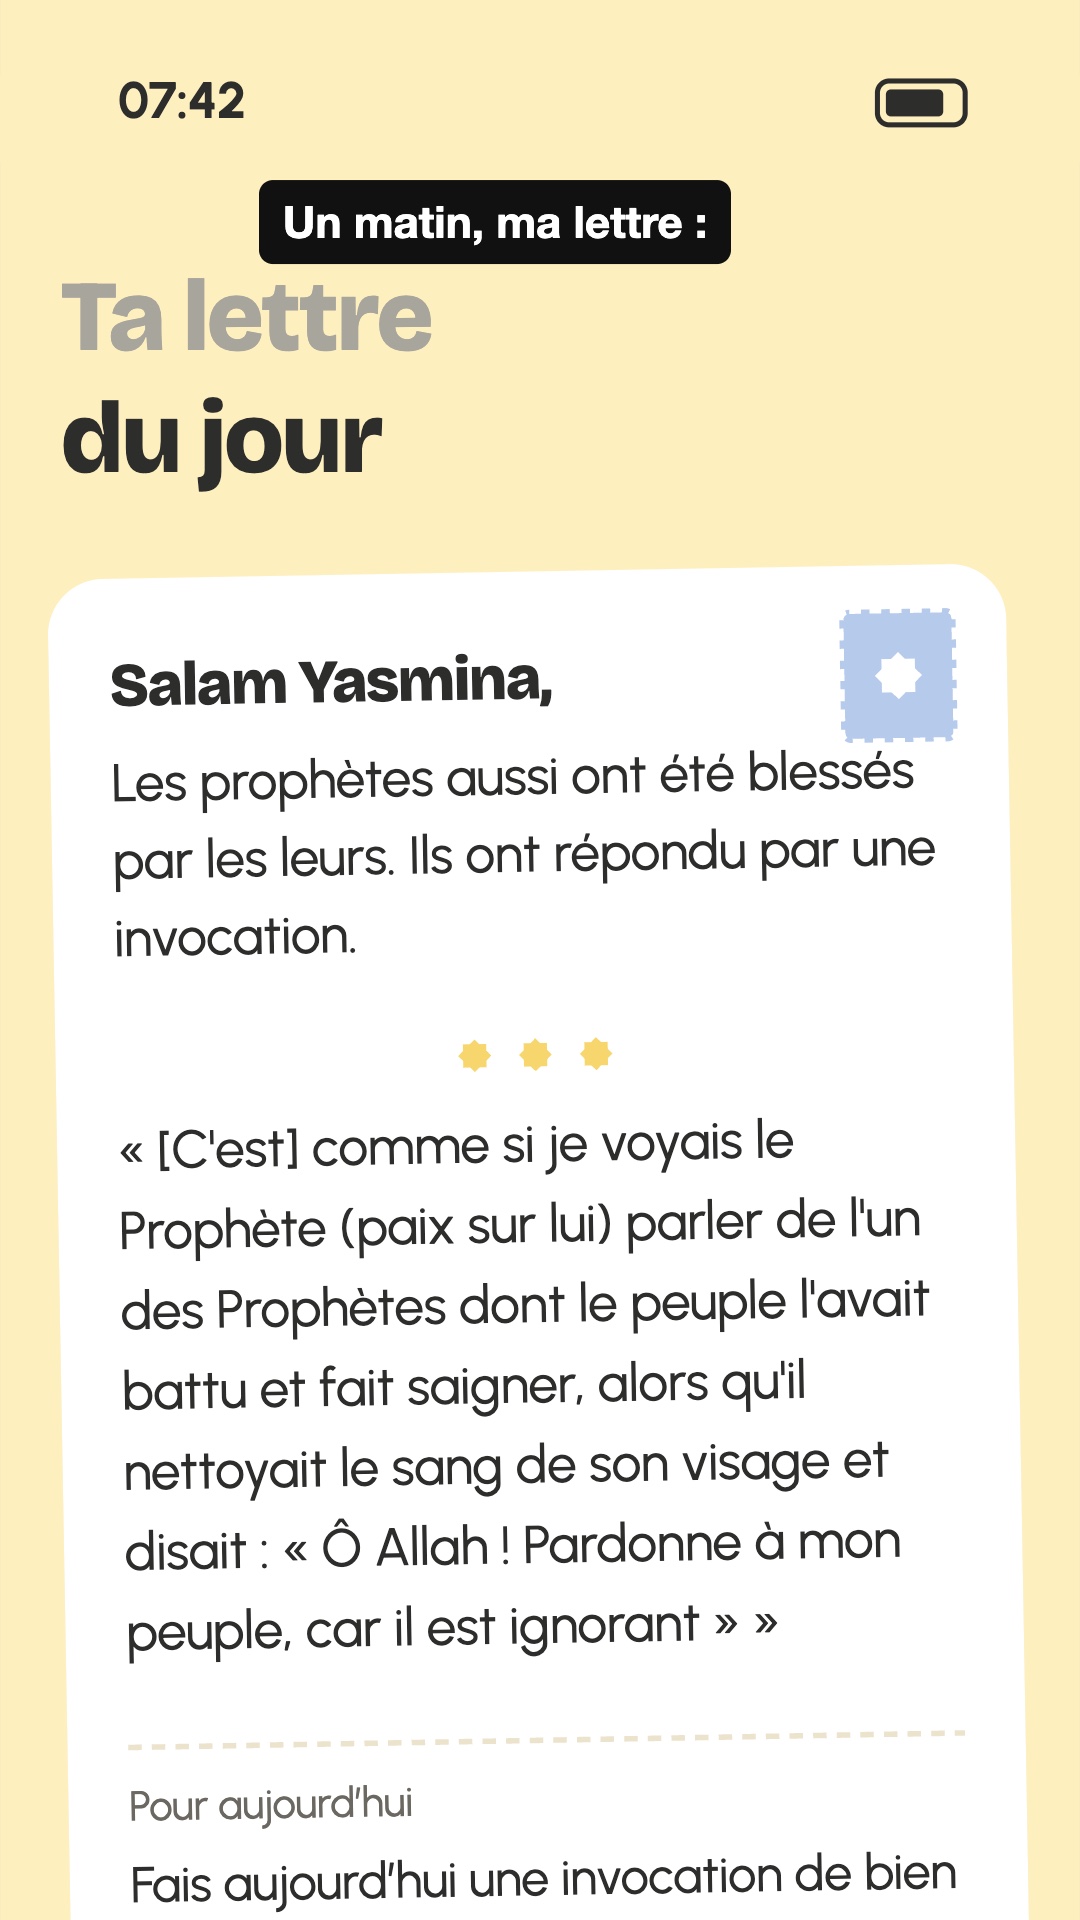 07:42
Un matin, ma lettre :
Ta lettre
du jour
Salam Yasmina,
Les prophètes aussi ont été blessés
par les leurs. Ils ont répondu par une
invocation.
« [C'est] comme si je voyais le
Prophète (paix sur lui) parler de l'un
des Prophètes dont le peuple l'avait
battu et fait saigner, alors qu'il
nettoyait le sang de son visage et
disait : « Ô Allah ! Pardonne à mon
peuple, car il est ignorant » »
Pour aujourd’hui
Fais aujourd’hui une invocation de bien